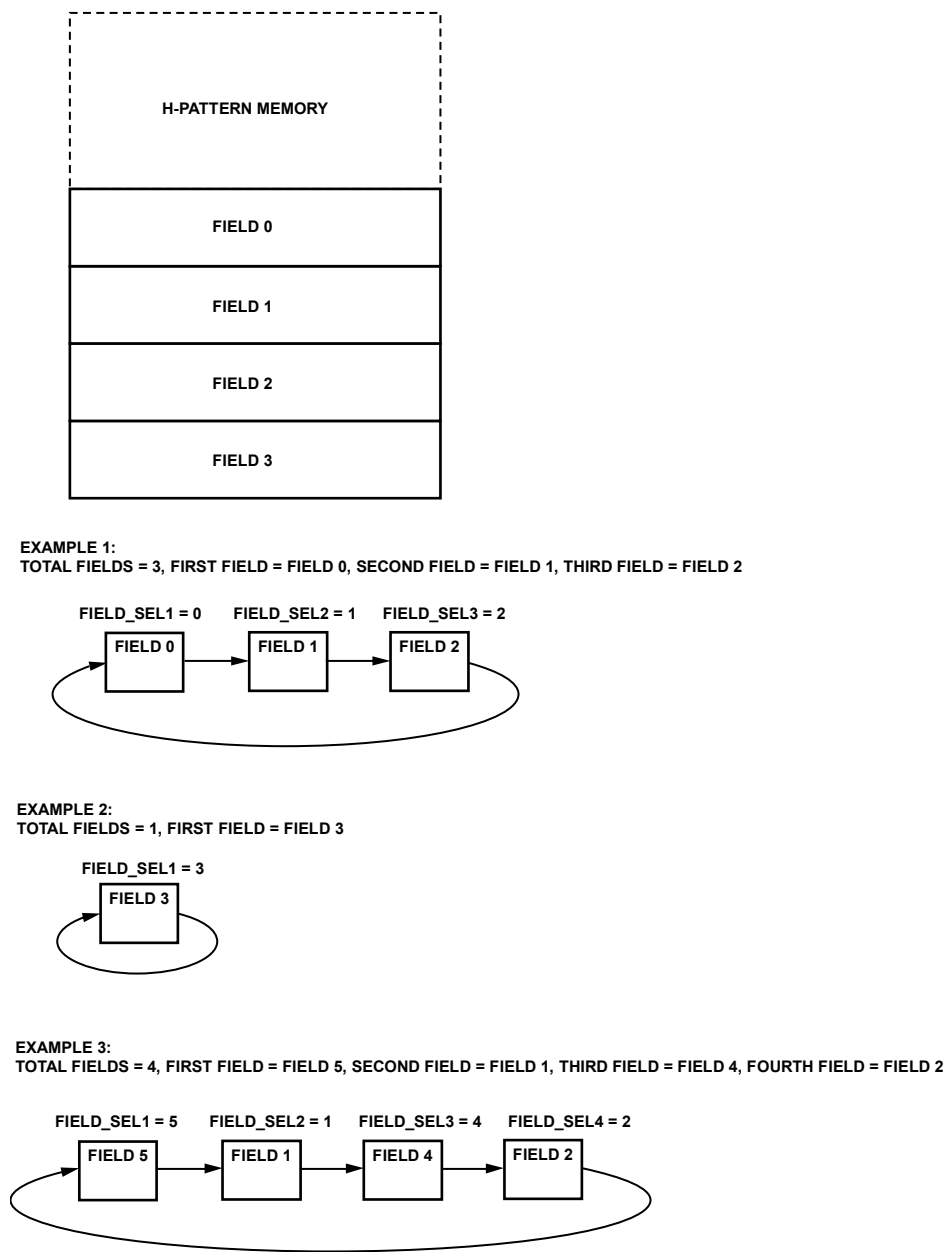 H-PATTERN MEMORY
FIELD 0
FIELD 1
FIELD 2
FIELD 3
EXAMPLE 1:
TOTAL FIELDS = 3, FIRST FIELD = FIELD 0, SECOND FIELD = FIELD 1, THIRD FIELD = FIELD 2
FIELD_SEL1 = 0 FIELD_SEL2 = 1 FIELD_SEL3 = 2
FIELD 0 FIELD 1 FIELD 2
EXAMPLE 2:
TOTAL FIELDS = 1, FIRST FIELD = FIELD 3
FIELD_SEL1 = 3
FIELD 3
EXAMPLE 3:
TOTAL FIELDS = 4, FIRST FIELD = FIELD 5, SECOND FIELD = FIELD 1, THIRD FIELD = FIELD 4, FOURTH FIELD = FIELD 2
FIELD_SEL1 = 5 FIELD_SEL2 = 1 FIELD_SEL3 = 4 FIELD_SEL4 = 2
FIELD 5 FIELD 1 FIELD 4 FIELD 2